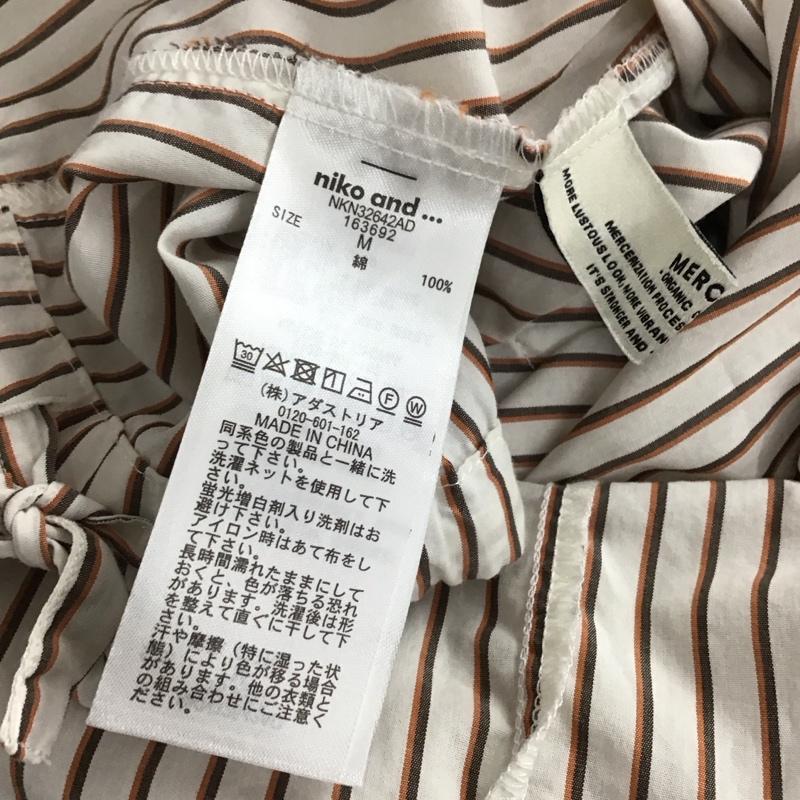 niko and ...
NKN32642AD
163692
SIZE M
綿 100%
30
F W
(株)アダストリア
0120-601-162
MADE IN CHINA
同系色の製品と一緒に洗
って下さい。
洗濯ネットを使用して下
さい。
蛍光増白剤入り洗剤はお
避け下さい。
アイロン時はあて布をし
て下さい。
長時間濡れたままにして
おくと、色が落ちる恐れ
があります。洗濯後は形
を整えて直ぐに干して下
さい。
汗や摩擦(特に湿った状
態)により色が移る場合
があります。他の衣類と
の組み合わせにご注意く
ださい。
MERC
ORGANIC
MERCERIZATION PROCES
MORE LUSTOUS LOOK, MORE VIBRAN
IT'S STRONGER AND